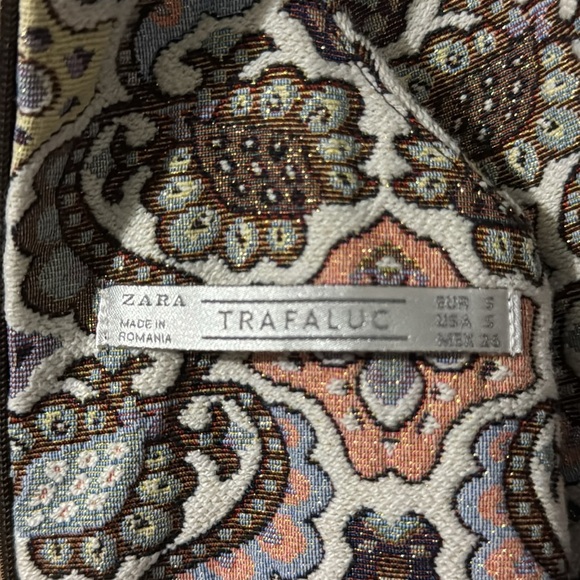 ZARA
MADE IN
ROMANIA
TRAFALUC
EUR S
USA S
MEX 26